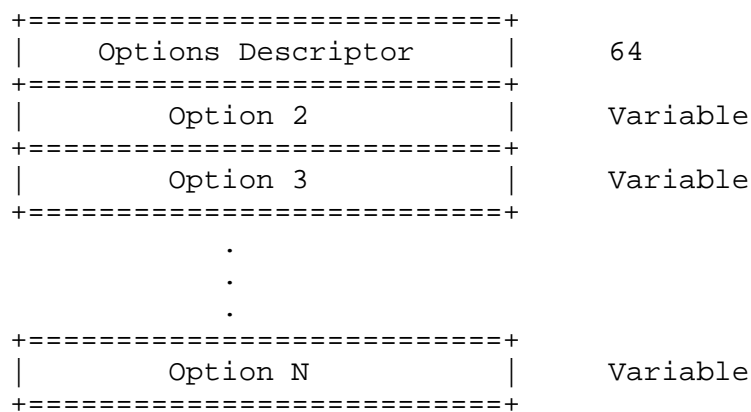 +===========================+
|     Options Descriptor     |     64
+===========================+
|         Option 2           |     Variable
+===========================+
|         Option 3           |     Variable
+===========================+
.
.
.
+===========================+
|         Option N           |     Variable
+===========================+